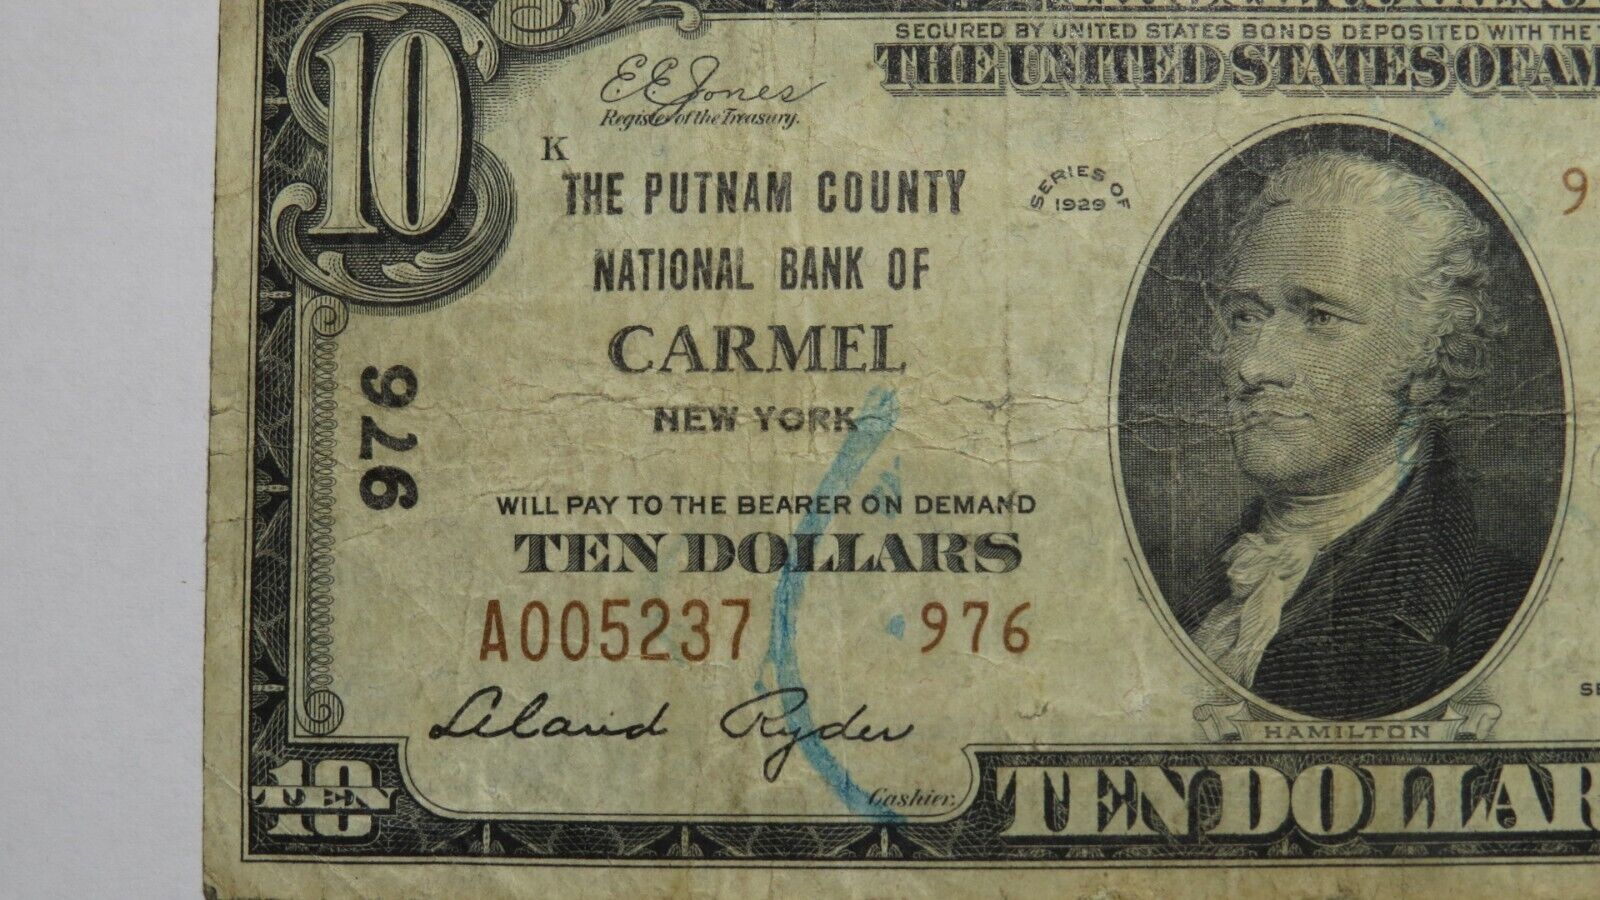 10
SECURED BY UNITED STATES BONDS DEPOSITED WITH THE
THE UNITED STATES OF AM
E.E. Jones
Register of the Treasury.
K
THE PUTNAM COUNTY
NATIONAL BANK OF
CARMEL
NEW YORK
SERIES OF
1929
9
976
WILL PAY TO THE BEARER ON DEMAND
TEN DOLLARS
A005237 976
Leland Ryder
Cashier.
SE
HAMILTON
10
TEN
TEN DOLLAR